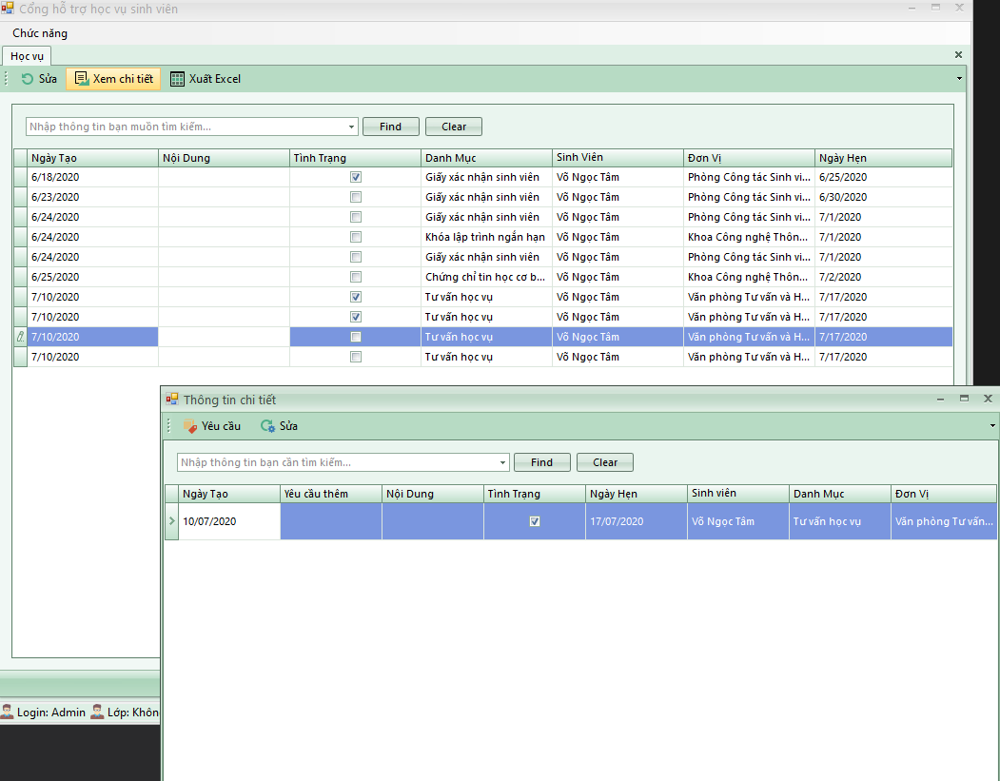 Cổng hỗ trợ học vụ sinh viên
Chức năng
Học vụ
Sửa Xem chi tiết Xuất Excel
Nhập thông tin bạn muồn tìm kiếm... Find Clear
Ngày Tạo Nội Dung Tình Trạng Danh Mục Sinh Viên Đơn Vị Ngày Hẹn
6/18/2020 Giấy xác nhận sinh viên Võ Ngọc Tâm Phòng Công tác Sinh vi... 6/25/2020
6/23/2020 Giấy xác nhận sinh viên Võ Ngọc Tâm Phòng Công tác Sinh vi... 6/30/2020
6/24/2020 Giấy xác nhận sinh viên Võ Ngọc Tâm Phòng Công tác Sinh vi... 7/1/2020
6/24/2020 Khóa lập trình ngắn hạn Võ Ngọc Tâm Khoa Công nghệ Thôn... 7/1/2020
6/24/2020 Giấy xác nhận sinh viên Võ Ngọc Tâm Phòng Công tác Sinh vi... 7/1/2020
6/25/2020 Chứng chỉ tin học cơ b... Võ Ngọc Tâm Khoa Công nghệ Thôn... 7/2/2020
7/10/2020 Tư vấn học vụ Võ Ngọc Tâm Văn phòng Tư vấn và H... 7/17/2020
7/10/2020 Tư vấn học vụ Võ Ngọc Tâm Văn phòng Tư vấn và H... 7/17/2020
7/10/2020 Tư vấn học vụ Võ Ngọc Tâm Văn phòng Tư vấn và H... 7/17/2020
7/10/2020 Tư vấn học vụ Võ Ngọc Tâm Văn phòng Tư vấn và H... 7/17/2020
Thông tin chi tiết
Yêu cầu Sửa
Nhập thông tin bạn cần tìm kiếm... Find Clear
Ngày Tạo Yêu cầu thêm Nội Dung Tình Trạng Ngày Hẹn Sinh viên Danh Mục Đơn Vị
10/07/2020 17/07/2020 Võ Ngọc Tâm Tư vấn học vụ Văn phòng Tư vấn...
Login: Admin Lớp: Khôn